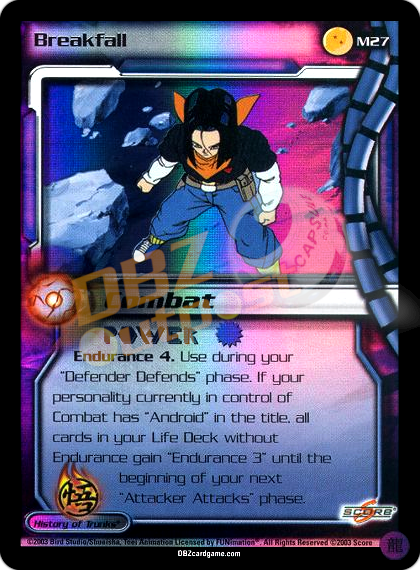 Breakfall
M27
Combat
POWER
Endurance 4. Use during your
"Defender Defends" phase. If your
personality currently in control of
Combat has "Android" in the title, all
cards in your Life Deck without
Endurance gain "Endurance 3" until the
beginning of your next
"Attacker Attacks" phase.
悟
History of Trunks
SCORE
龍
©2003 Bird Studio/Shueisha, Toei Animation Licensed by FUNimation®. All Rights Reserved ©2003 Score
DBZcardgame.com